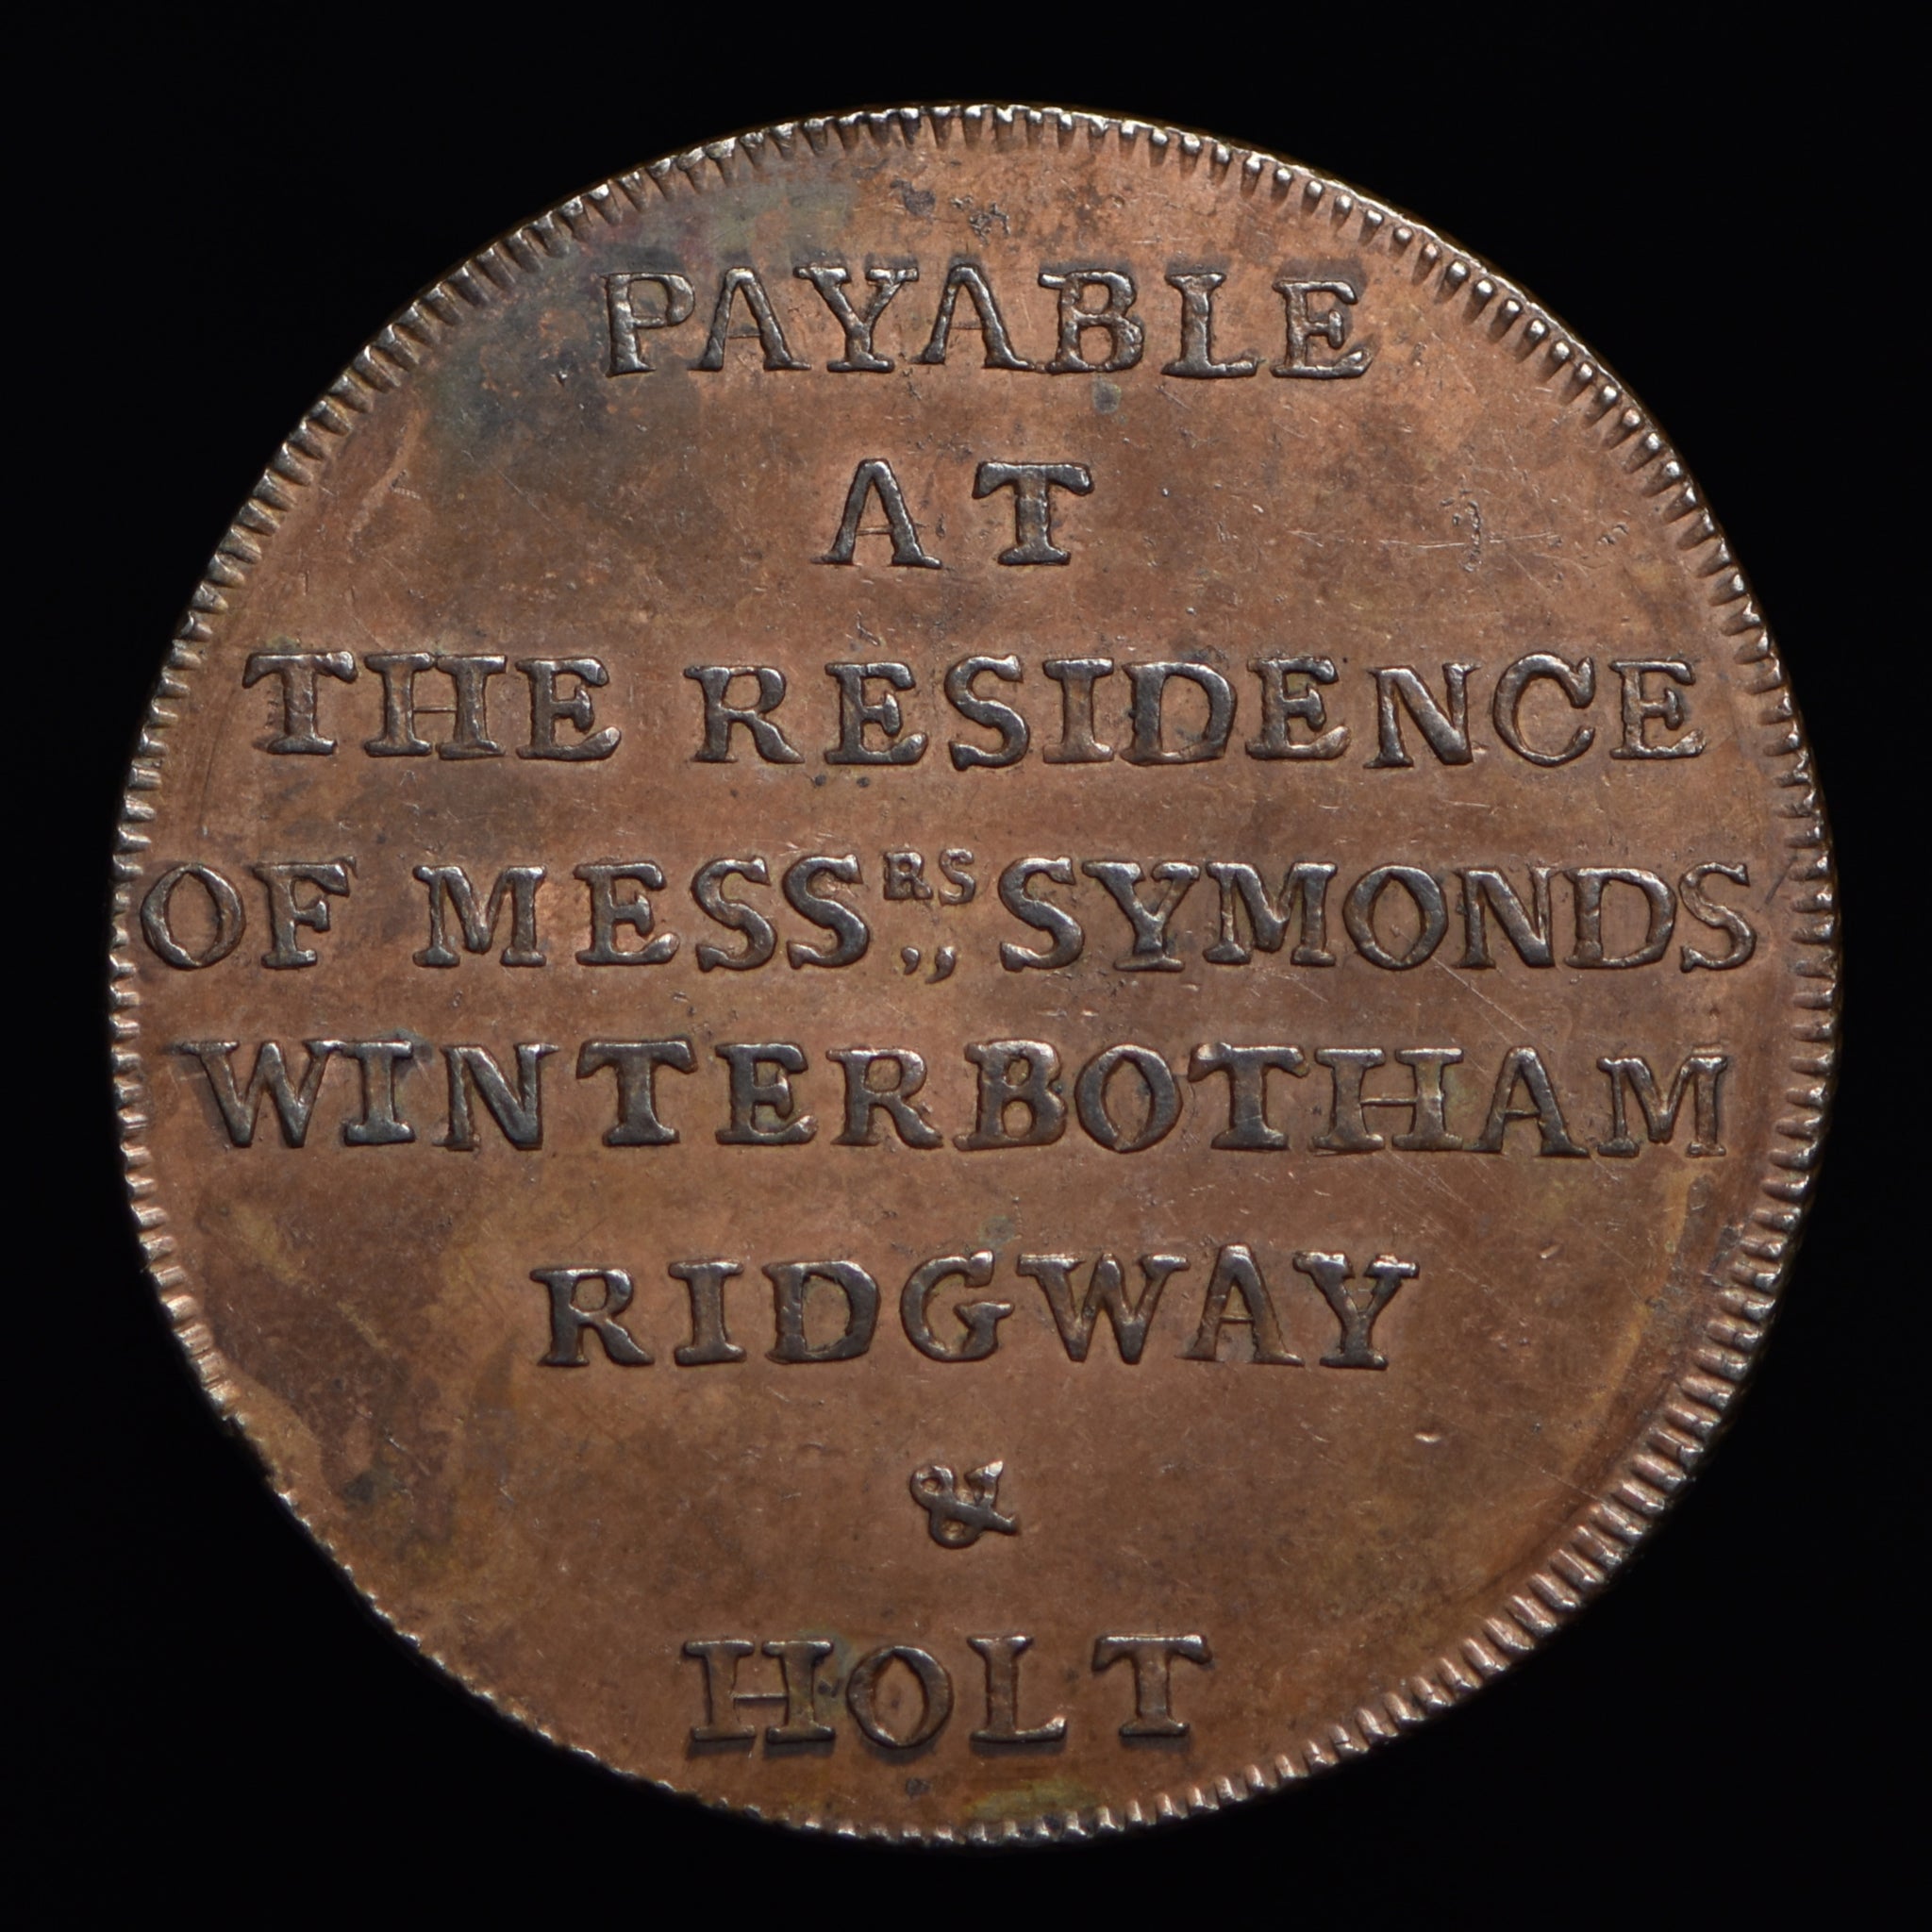 PAYABLE
AT
THE RESIDENCE
OF MESSRS,, SYMONDS
WINTERBOTHAM
RIDGWAY
&
HOLT